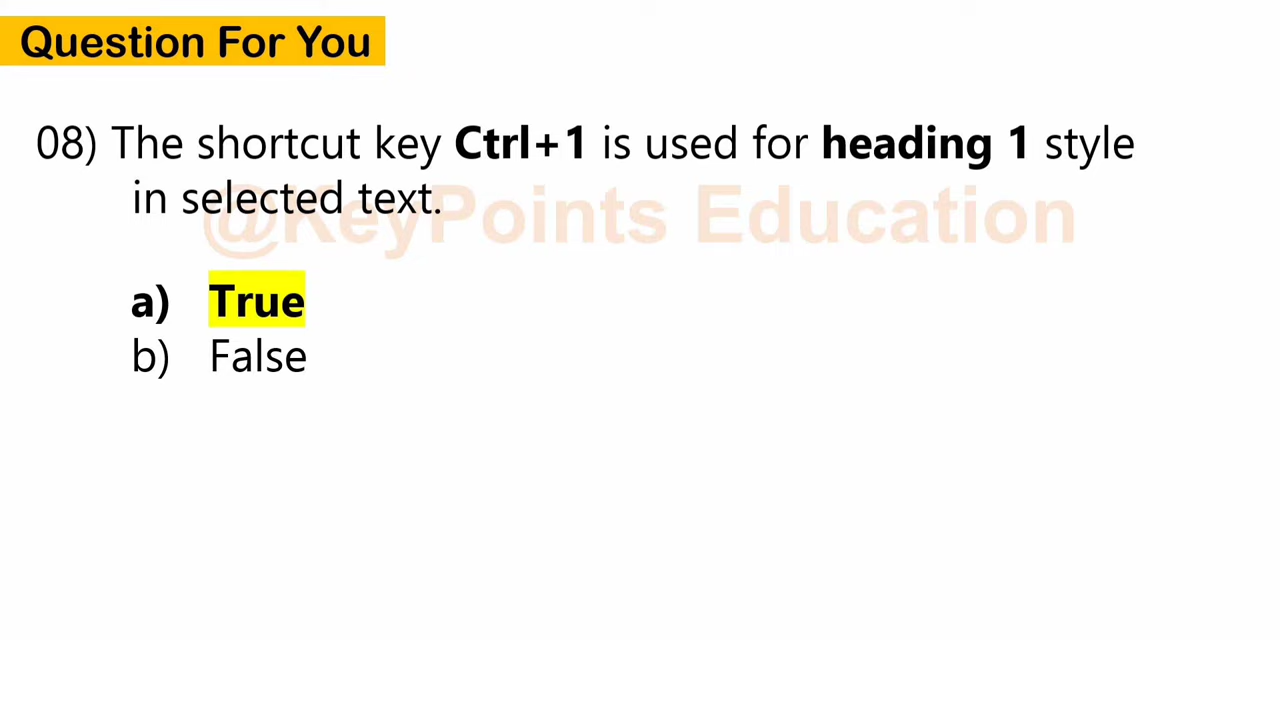 Question For You
08) The shortcut key Ctrl+1 is used for heading 1 style
in selected text.
@KeyPoints Education
a) True
b) False